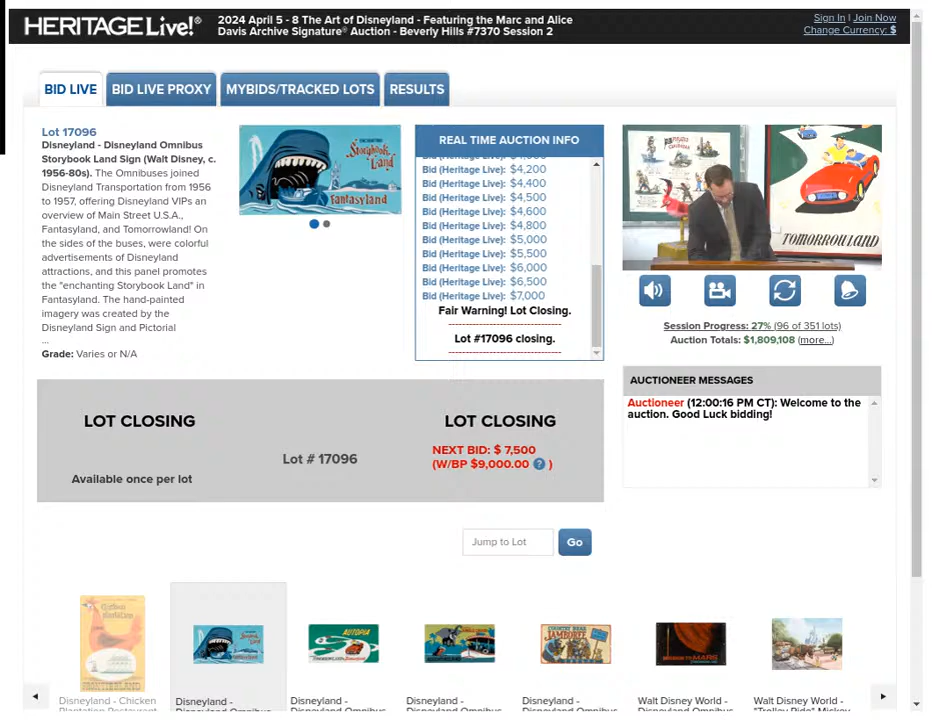 HERITAGE Live!®
2024 April 5 - 8 The Art of Disneyland - Featuring the Marc and Alice
Davis Archive Signature® Auction - Beverly Hills #7370 Session 2
Sign In | Join Now
Change Currency: $
BID LIVE
BID LIVE PROXY
MYBIDS/TRACKED LOTS
RESULTS
Lot 17096
Disneyland - Disneyland Omnibus
Storybook Land Sign (Walt Disney, c.
1956-80s). The Omnibuses joined
Disneyland Transportation from 1956
to 1957, offering Disneyland VIPs an
overview of Main Street U.S.A.,
Fantasyland, and Tomorrowland! On
the sides of the buses, were colorful
advertisements of Disneyland
attractions, and this panel promotes
the "enchanting Storybook Land" in
Fantasyland. The hand-painted
imagery was created by the
Disneyland Sign and Pictorial
...
Grade: Varies or N/A
Storybook
Land
Fantasyland
REAL TIME AUCTION INFO
Bid (Heritage Live): $4,200
Bid (Heritage Live): $4,400
Bid (Heritage Live): $4,500
Bid (Heritage Live): $4,600
Bid (Heritage Live): $4,800
Bid (Heritage Live): $5,000
Bid (Heritage Live): $5,500
Bid (Heritage Live): $6,000
Bid (Heritage Live): $6,500
Bid (Heritage Live): $7,000
Fair Warning! Lot Closing.
--------------------------------
Lot #17096 closing.
--------------------------------
TOMORROWLAND
Session Progress: 27% (96 of 351 lots)
Auction Totals: $1,809,108 (more...)
AUCTIONEER MESSAGES
Auctioneer (12:00:16 PM CT): Welcome to the
auction. Good Luck bidding!
LOT CLOSING
Available once per lot
Lot # 17096
LOT CLOSING
NEXT BID: $ 7,500
(W/BP $9,000.00 ? )
Jump to Lot
Go
AUTOPIA
COUNTRY BEAR
JAMBOREE
Disneyland - Chicken
Plantation Restaurant
Disneyland -
Disneyland Omnibus
Disneyland -
Disneyland Omnibus
Disneyland -
Disneyland Omnibus
Disneyland -
Disneyland Omnibus
Walt Disney World -
Walt Disney World -
"Trolley Ride" Mickey